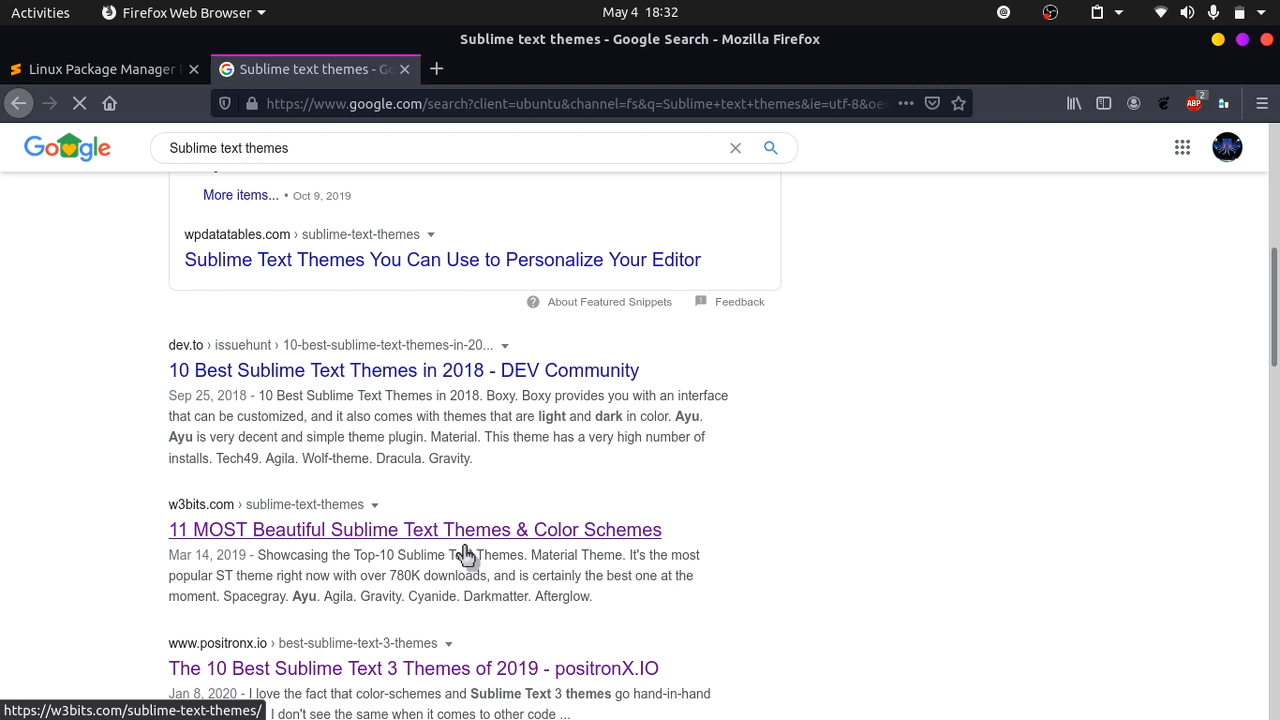 Activities Firefox Web Browser May 4 18:32
Sublime text themes - Google Search - Mozilla Firefox
Linux Package Manager Sublime text themes - Go
https://www.google.com/search?client=ubuntu&channel=fs&q=Sublime+text+themes&ie=utf-8&oe= ABP 2
Google Sublime text themes
More items... • Oct 9, 2019
wpdatatables.com › sublime-text-themes
Sublime Text Themes You Can Use to Personalize Your Editor
About Featured Snippets Feedback
dev.to › issuehunt › 10-best-sublime-text-themes-in-20...
10 Best Sublime Text Themes in 2018 - DEV Community
Sep 25, 2018 - 10 Best Sublime Text Themes in 2018. Boxy. Boxy provides you with an interface
that can be customized, and it also comes with themes that are light and dark in color. Ayu.
Ayu is very decent and simple theme plugin. Material. This theme has a very high number of
installs. Tech49. Agila. Wolf-theme. Dracula. Gravity.
w3bits.com › sublime-text-themes
11 MOST Beautiful Sublime Text Themes & Color Schemes
Mar 14, 2019 - Showcasing the Top-10 Sublime Text Themes. Material Theme. It's the most
popular ST theme right now with over 780K downloads, and is certainly the best one at the
moment. Spacegray. Ayu. Agila. Gravity. Cyanide. Darkmatter. Afterglow.
www.positronx.io › best-sublime-text-3-themes
The 10 Best Sublime Text 3 Themes of 2019 - positronX.IO
Jan 8, 2020 - I love the fact that color-schemes and Sublime Text 3 themes go hand-in-hand
https://w3bits.com/sublime-text-themes/ I don't see the same when it comes to other code ...